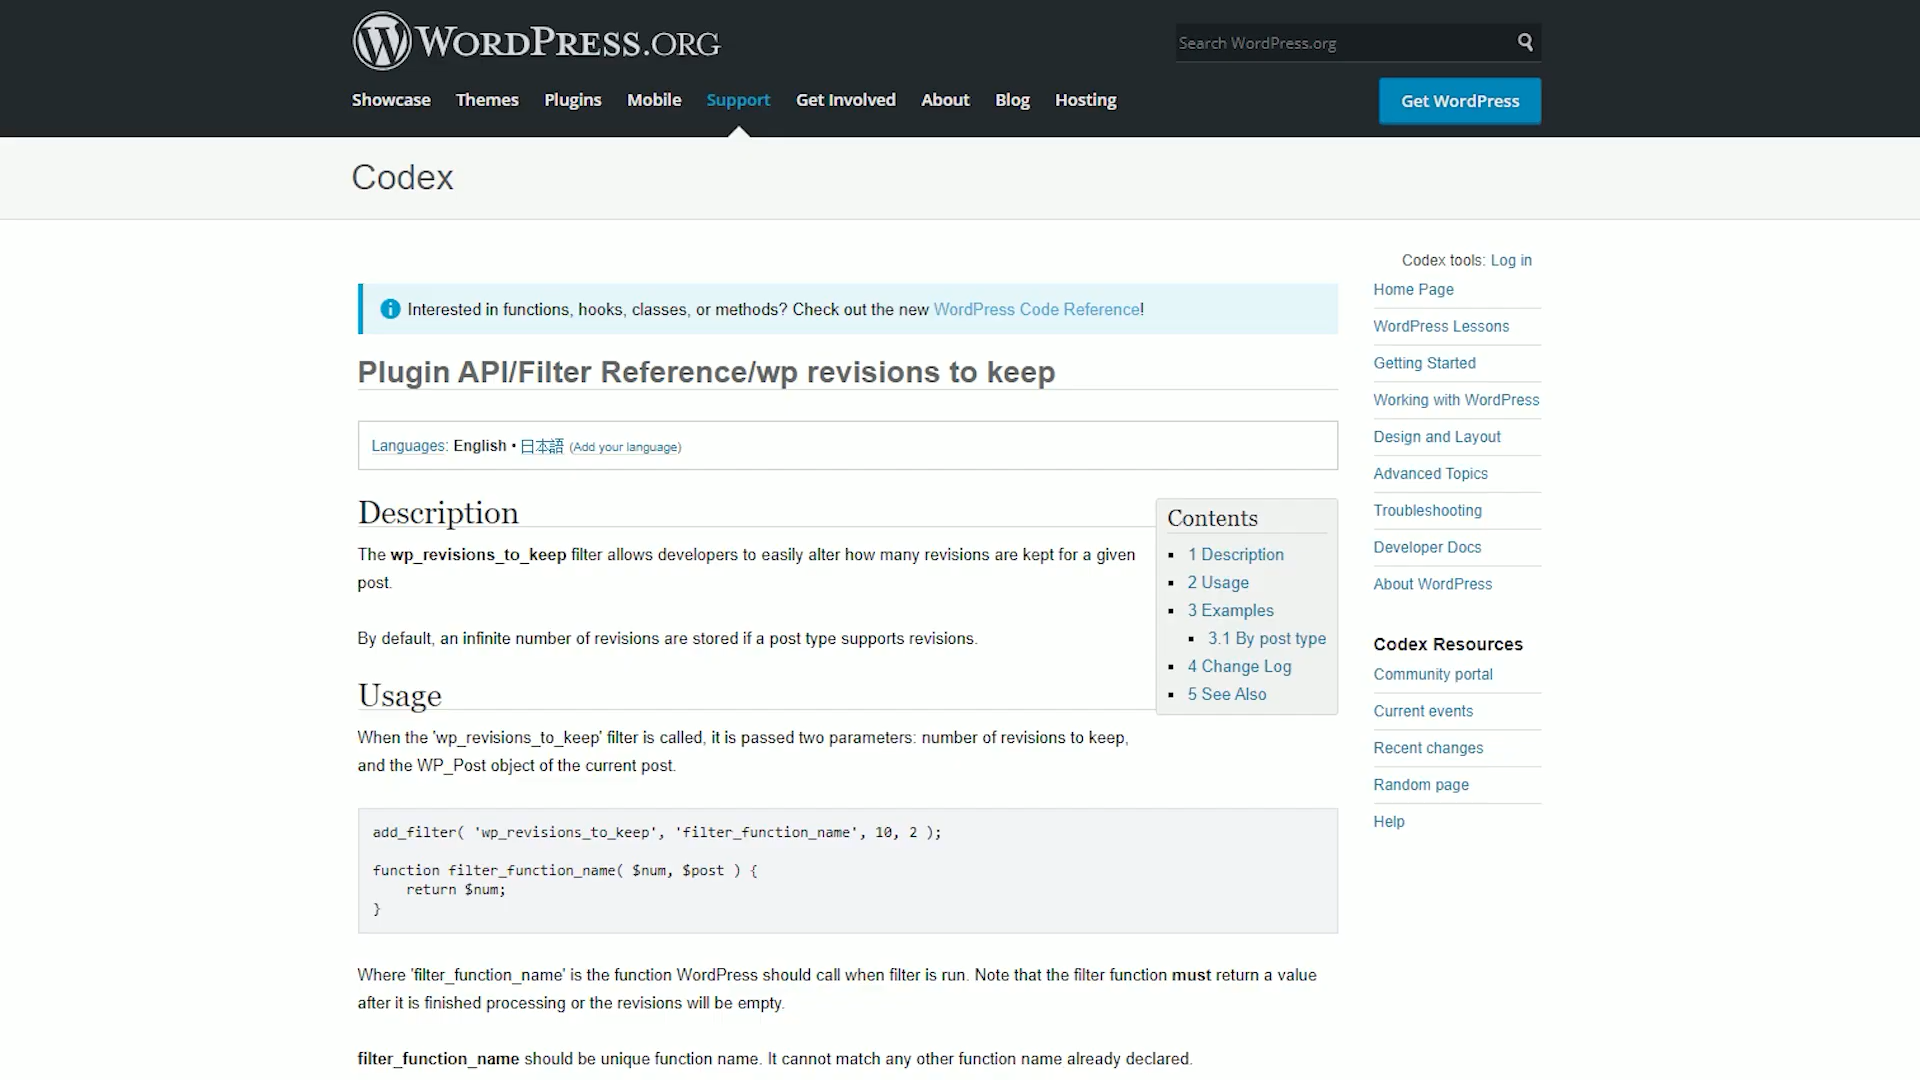 WORDPRESS.ORG
Search WordPress.org
Showcase Themes Plugins Mobile Support Get Involved About Blog Hosting
Get WordPress
Codex
Interested in functions, hooks, classes, or methods? Check out the new WordPress Code Reference!
Plugin API/Filter Reference/wp revisions to keep
Languages: English • 日本語 (Add your language)
Description
The wp_revisions_to_keep filter allows developers to easily alter how many revisions are kept for a given
post.
By default, an infinite number of revisions are stored if a post type supports revisions.
Contents
1 Description
2 Usage
3 Examples
3.1 By post type
4 Change Log
5 See Also
Usage
When the 'wp_revisions_to_keep' filter is called, it is passed two parameters: number of revisions to keep,
and the WP_Post object of the current post.
add_filter( 'wp_revisions_to_keep', 'filter_function_name', 10, 2 );
function filter_function_name( $num, $post ) {
return $num;
}
Where 'filter_function_name' is the function WordPress should call when filter is run. Note that the filter function must return a value
after it is finished processing or the revisions will be empty.
filter_function_name should be unique function name. It cannot match any other function name already declared.
Codex tools: Log in
Home Page
WordPress Lessons
Getting Started
Working with WordPress
Design and Layout
Advanced Topics
Troubleshooting
Developer Docs
About WordPress
Codex Resources
Community portal
Current events
Recent changes
Random page
Help